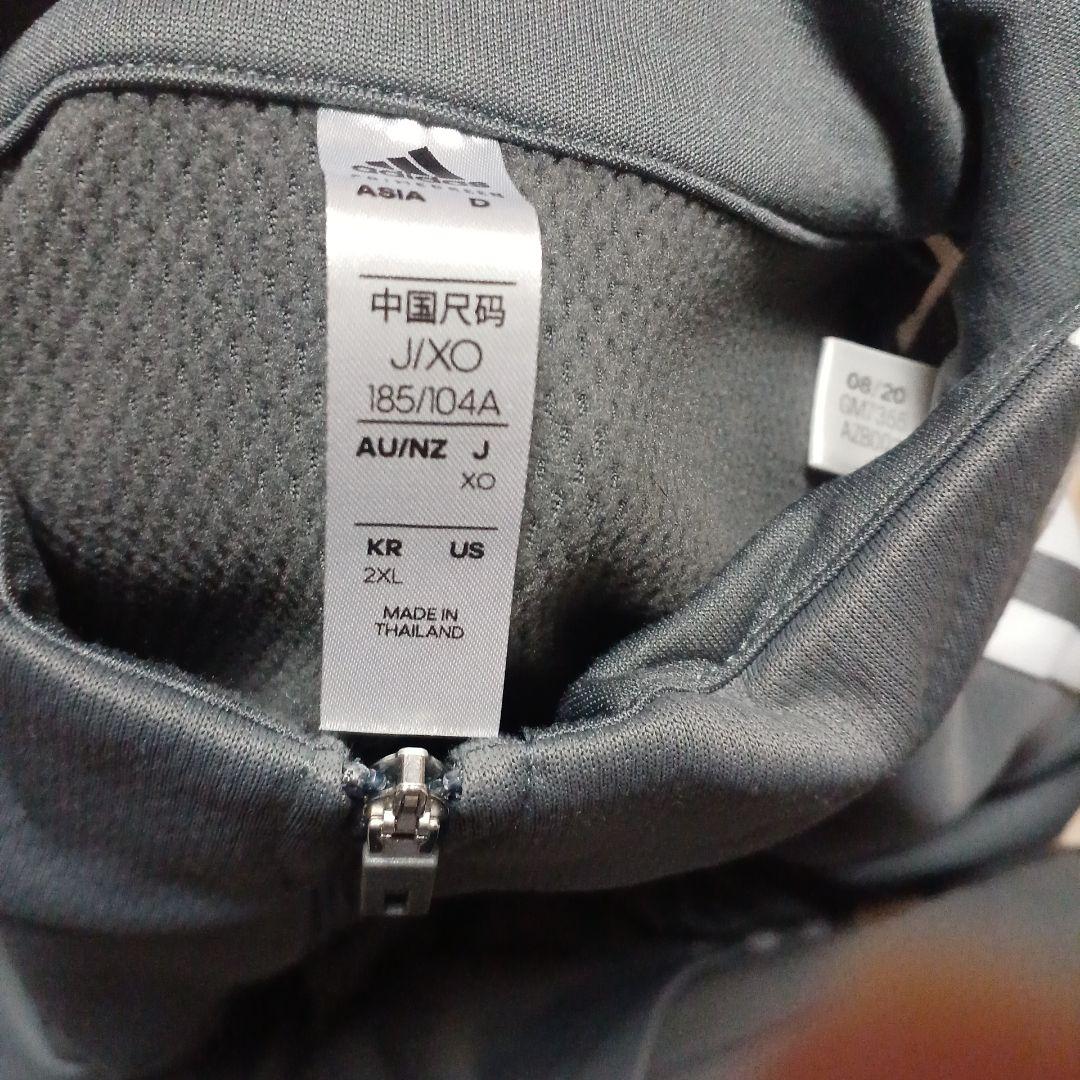 adidas
PRIMEGREEN
ASIA D
中国尺码
J/XO
185/104A
AU/NZ J
XO
KR US
2XL
MADE IN
THAILAND
08/20